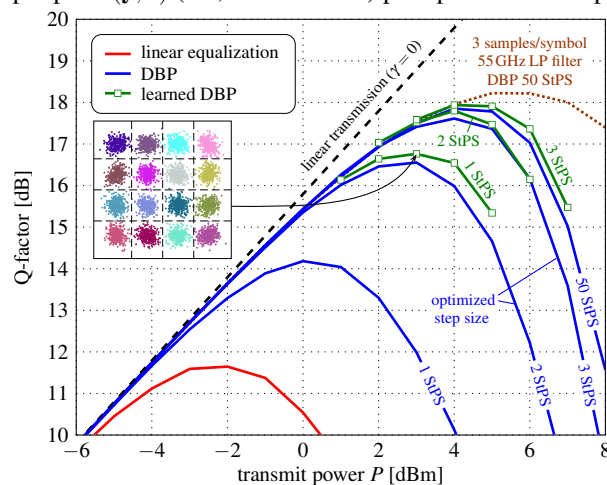 20
19
18
17
16
15
14
13
12
11
10
Q-factor [dB]
linear equalization
DBP
learned DBP
linear transmission (γ = 0)
3 samples/symbol
55 GHz LP filter
DBP 50 StPS
2 StPS
1 StPS
3 StPS
optimized
step size
1 StPS
2 StPS
3 StPS
50 StPS
−6
−4
−2
0
2
4
6
8
transmit power P [dBm]